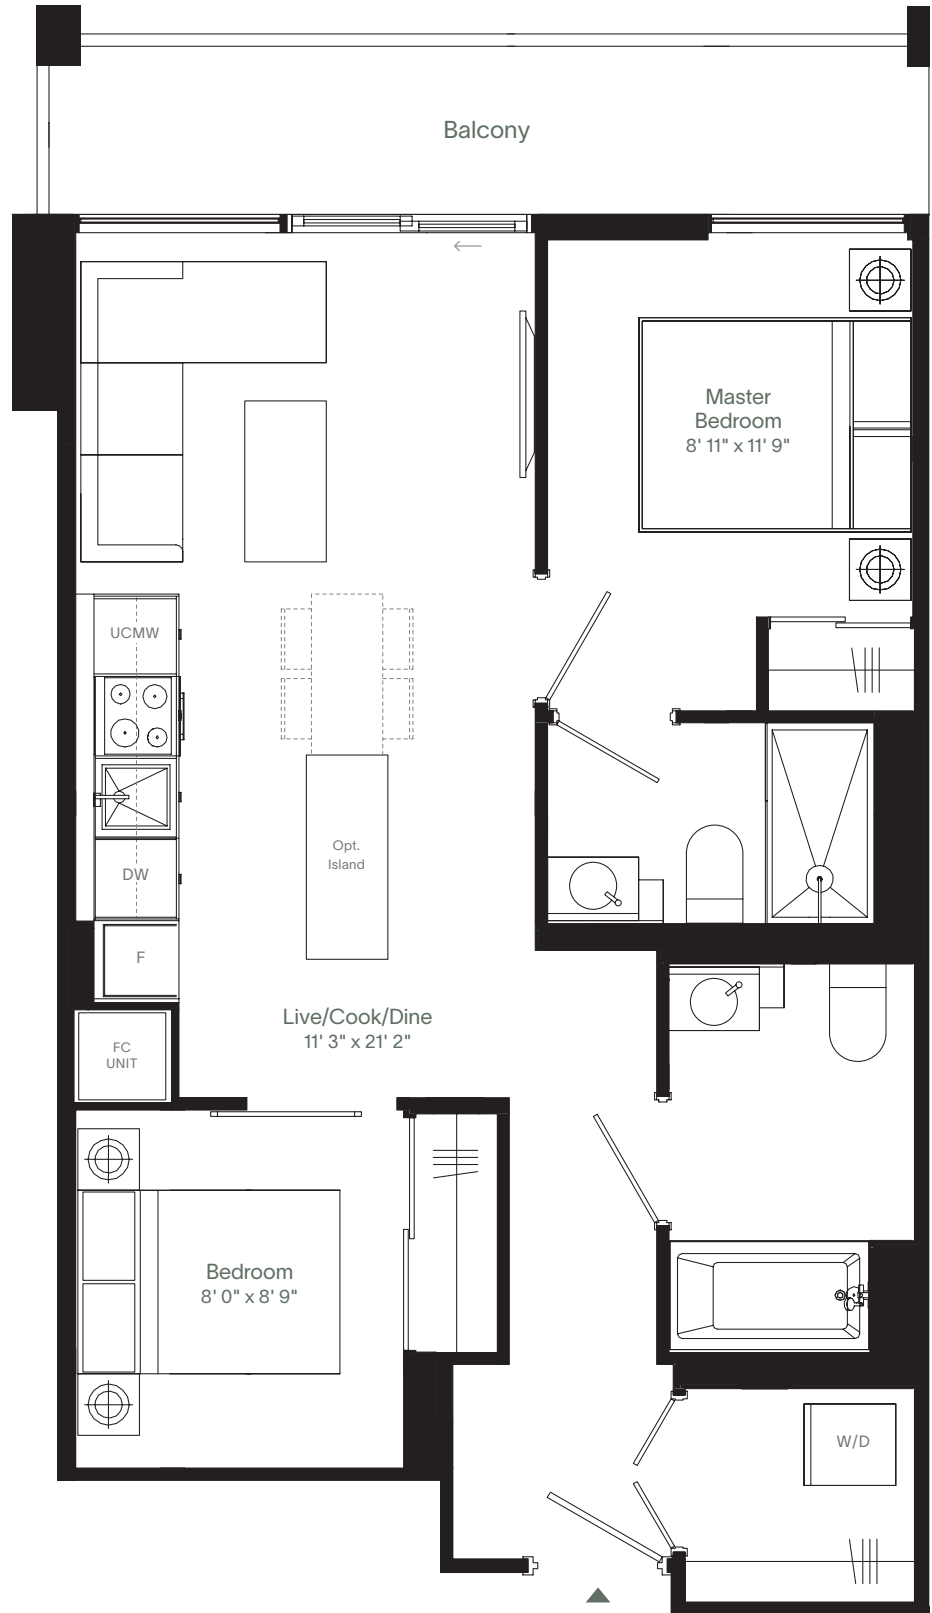 Balcony
Master
Bedroom
8' 11" x 11' 9"
UCMW
DW
Opt.
Island
F
Live/Cook/Dine
11' 3" x 21' 2"
FC
UNIT
Bedroom
8' 0" x 8' 9"
W/D